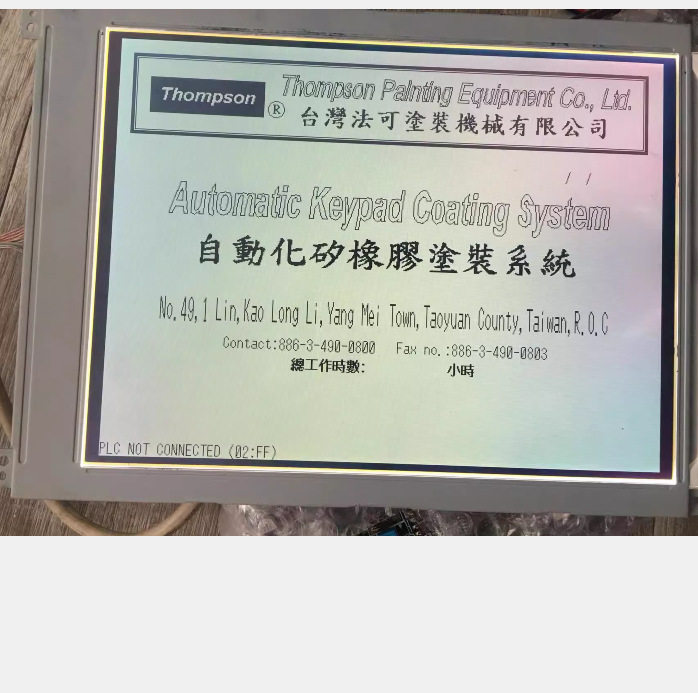 Thompson ® Thompson Painting Equipment Co., Ltd.
台灣法可塗裝機械有限公司
/ /
Automatic Keypad Coating System
自動化矽橡膠塗裝系統
No.49,1 Lin,Kao Long Li,Yang Mei Town,Taoyuan County,Taiwan,R.O.C
Contact:886-3-490-0800 Fax no.:886-3-490-0803
總工作時數: 小時
PLC NOT CONNECTED (02:FF)